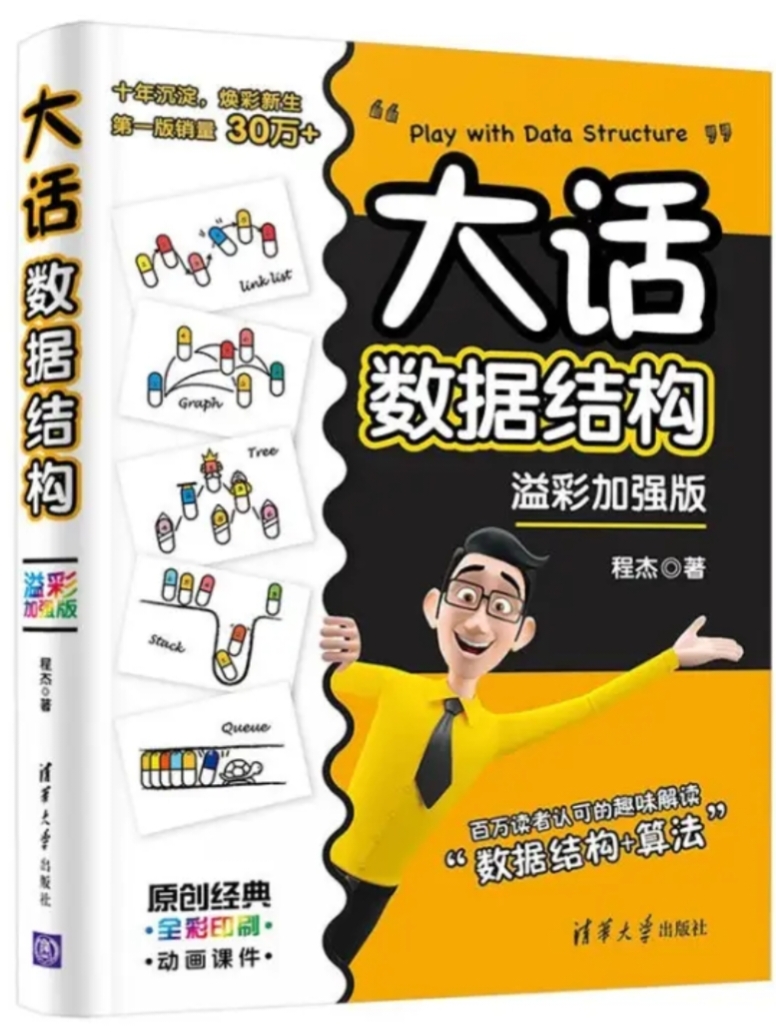 大话
数据结构
溢彩
加强版
程杰◎著
清华大学出版社
十年沉淀，焕彩新生
第一版销量 30万+
link list
Graph
Tree
Stack
Queue
原创经典
·全彩印刷·
·动画课件·
“ Play with Data Structure ”
大话
数据结构
溢彩加强版
程杰◎著
百万读者认可的趣味解读
“数据结构+算法”
清华大学出版社